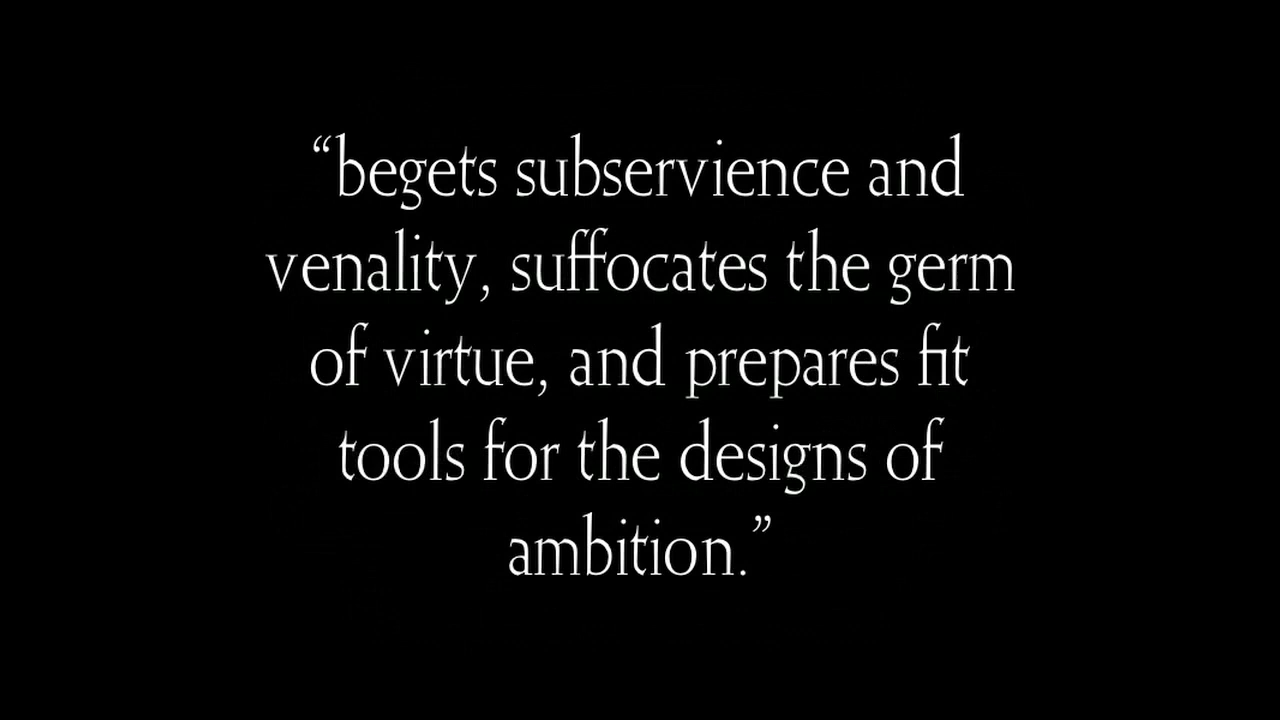 “begets subservience and
venality, suffocates the germ
of virtue, and prepares fit
tools for the designs of
ambition.”